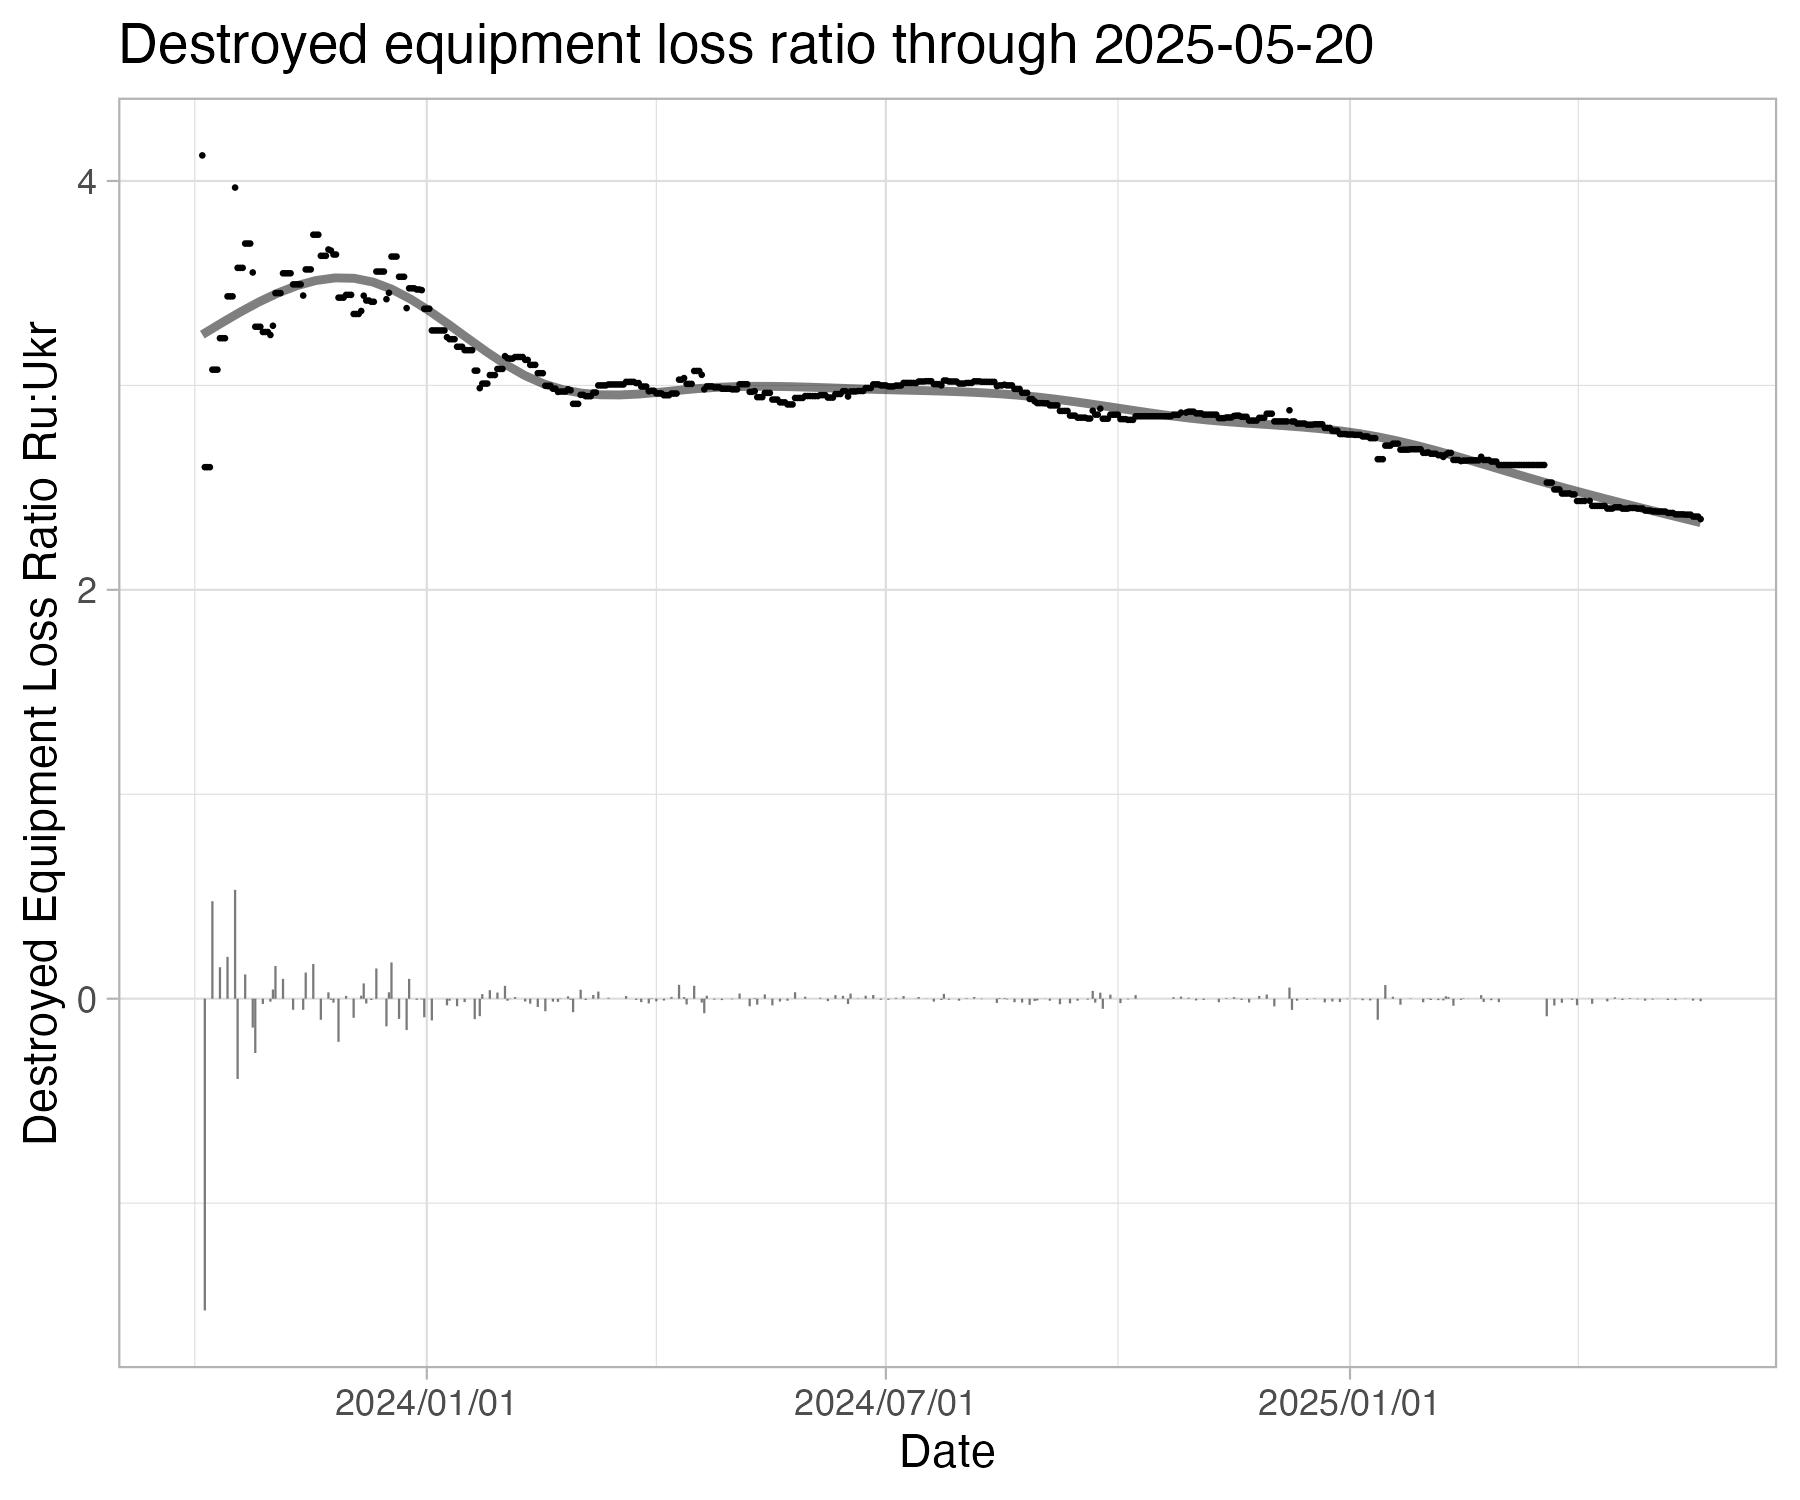 Destroyed equipment loss ratio through 2025-05-20
Destroyed Equipment Loss Ratio Ru:Ukr
4
2
0
2024/01/01
2024/07/01
2025/01/01
Date